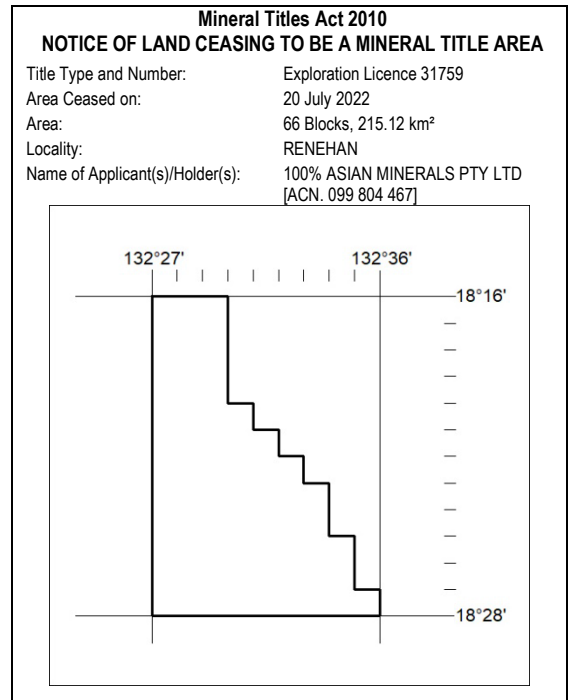 Mineral Titles Act 2010
NOTICE OF LAND CEASING TO BE A MINERAL TITLE AREA
Title Type and Number: Exploration Licence 31759
Area Ceased on: 20 July 2022
Area: 66 Blocks, 215.12 km²
Locality: RENEHAN
Name of Applicant(s)/Holder(s): 100% ASIAN MINERALS PTY LTD
[ACN. 099 804 467]
132°27' 132°36'
18°16'
18°28'